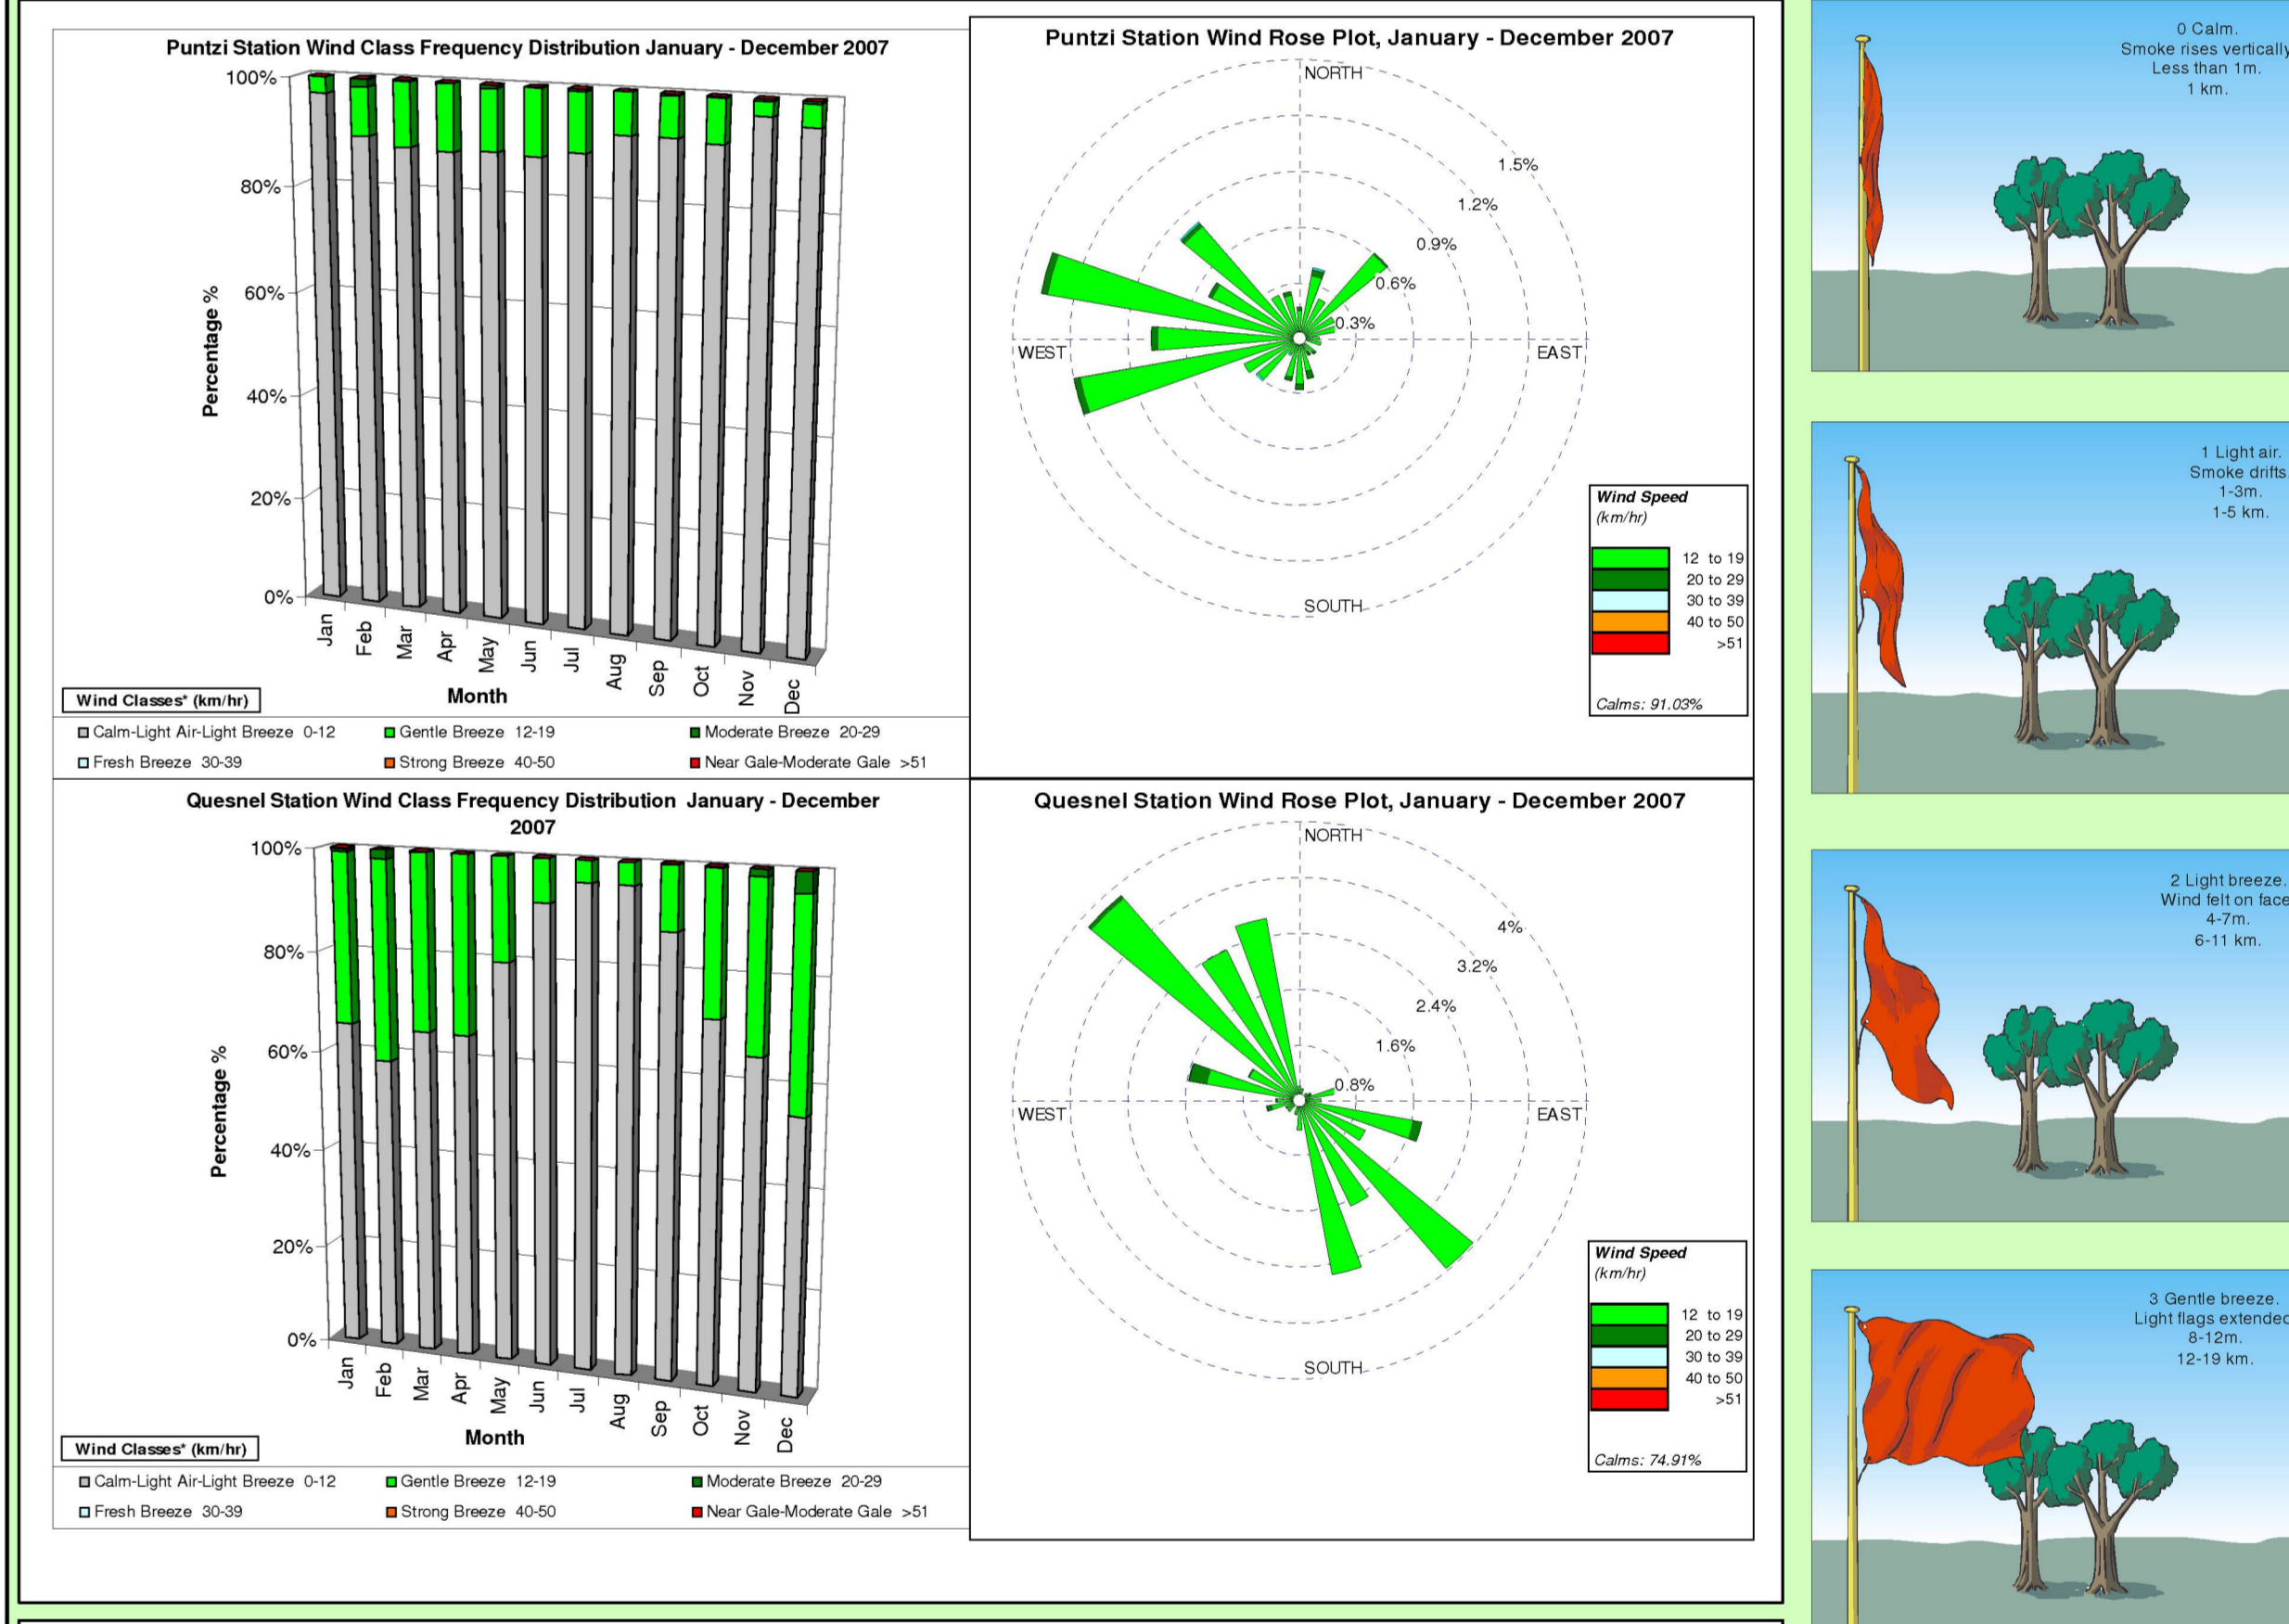 Puntzi Station Wind Class Frequency Distribution January - December 2007
100%
80%
60%
40%
20%
0%
Percentage %
Jan
Feb
Mar
Apr
May
Jun
Jul
Aug
Sep
Oct
Nov
Dec
Month
Wind Classes* (km/hr)
Calm-Light Air-Light Breeze 0-12
Gentle Breeze 12-19
Moderate Breeze 20-29
Fresh Breeze 30-39
Strong Breeze 40-50
Near Gale-Moderate Gale >51
Puntzi Station Wind Rose Plot, January - December 2007
NORTH
1.5%
1.2%
0.9%
0.6%
0.3%
WEST
EAST
SOUTH
Wind Speed
(km/hr)
12 to 19
20 to 29
30 to 39
40 to 50
>51
Calms: 91.03%
Quesnel Station Wind Class Frequency Distribution January - December
2007
100%
80%
60%
40%
20%
0%
Percentage %
Jan
Feb
Mar
Apr
May
Jun
Jul
Aug
Sep
Oct
Nov
Dec
Month
Wind Classes* (km/hr)
Calm-Light Air-Light Breeze 0-12
Gentle Breeze 12-19
Moderate Breeze 20-29
Fresh Breeze 30-39
Strong Breeze 40-50
Near Gale-Moderate Gale >51
Quesnel Station Wind Rose Plot, January - December 2007
NORTH
4%
3.2%
2.4%
1.6%
0.8%
WEST
EAST
SOUTH
Wind Speed
(km/hr)
12 to 19
20 to 29
30 to 39
40 to 50
>51
Calms: 74.91%
0 Calm.
Smoke rises vertically
Less than 1m.
1 km.
1 Light air.
Smoke drifts
1-3m.
1-5 km.
2 Light breeze.
Wind felt on face
4-7m.
6-11 km.
3 Gentle breeze.
Light flags extended
8-12m.
12-19 km.